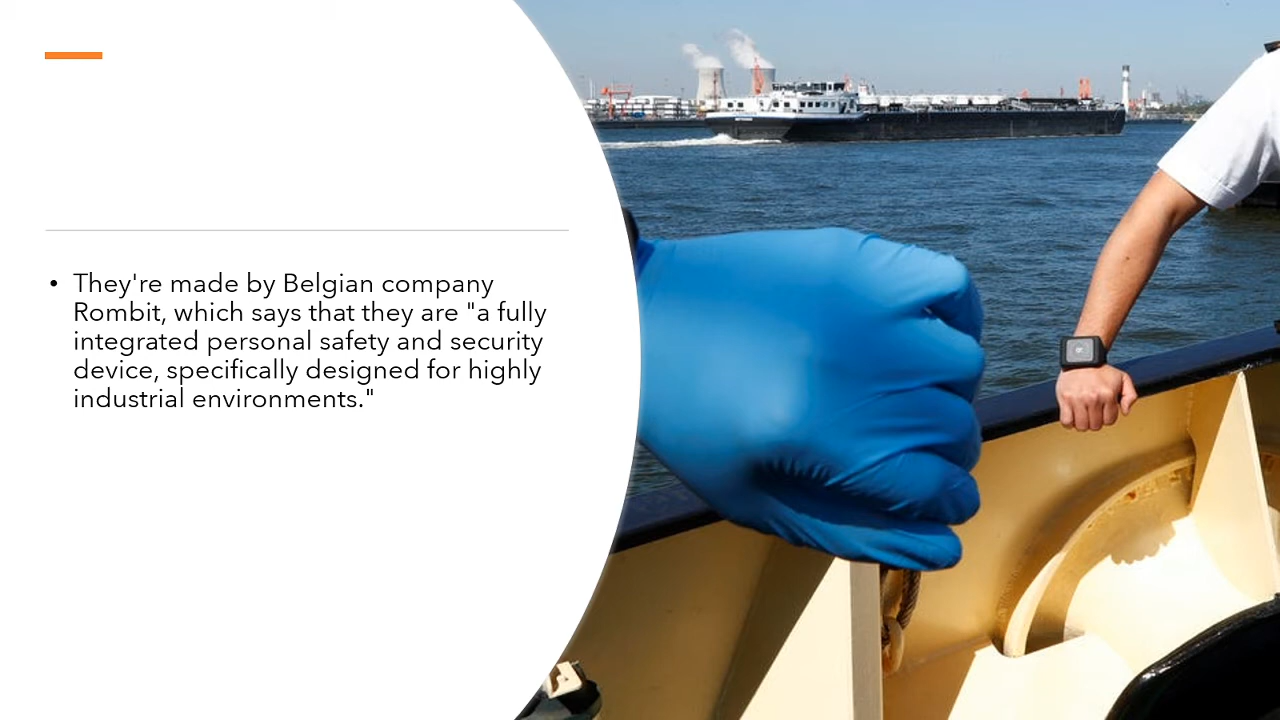 • They're made by Belgian company
Rombit, which says that they are "a fully
integrated personal safety and security
device, specifically designed for highly
industrial environments."